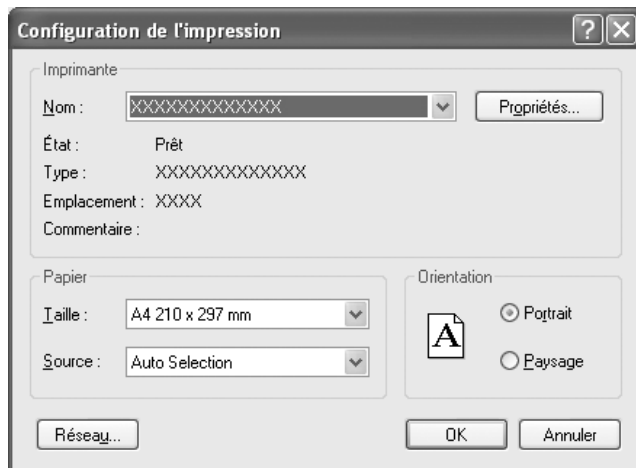 Configuration de l'impression
Imprimante
Nom : XXXXXXXXXXXXX Propriétés...
État : Prêt
Type : XXXXXXXXXXXXX
Emplacement : XXXX
Commentaire :
Papier
Taille : A4 210 x 297 mm
Source : Auto Selection
Orientation
A
Portrait
Paysage
Réseau... OK Annuler